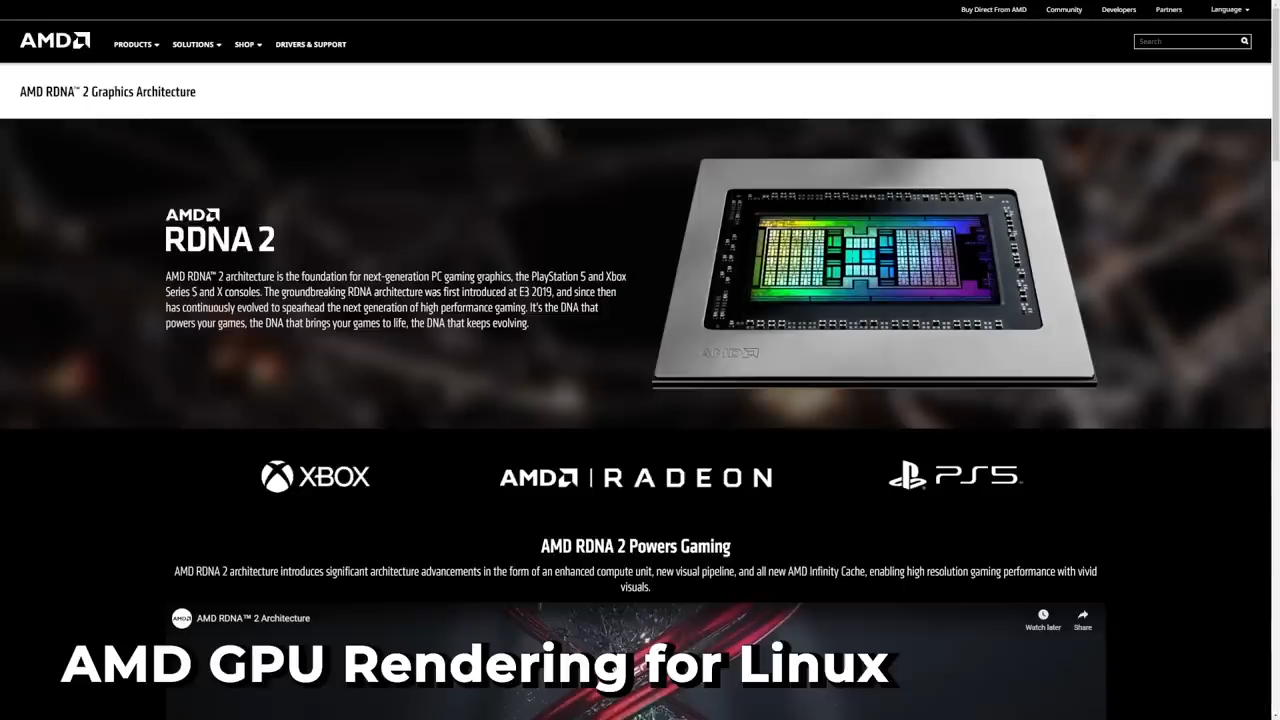 Buy Direct From AMD Community Developers Partners Language
AMD PRODUCTS SOLUTIONS SHOP DRIVERS & SUPPORT Search
AMD RDNA™ 2 Graphics Architecture
AMD
RDNA 2
AMD RDNA™ 2 architecture is the foundation for next-generation PC gaming graphics, the PlayStation 5 and Xbox
Series S and X consoles. The groundbreaking RDNA architecture was first introduced at E3 2019, and since then
has continuously evolved to spearhead the next generation of high performance gaming. It's the DNA that
powers your games, the DNA that brings your games to life, the DNA that keeps evolving.
AMD
XBOX AMD | RADEON PS5
AMD RDNA 2 Powers Gaming
AMD RDNA 2 architecture introduces significant architecture advancements in the form of an enhanced compute unit, new visual pipeline, and all new AMD Infinity Cache, enabling high resolution gaming performance with vivid
visuals.
AMD AMD RDNA™ 2 Architecture Watch later Share
AMD GPU Rendering for Linux